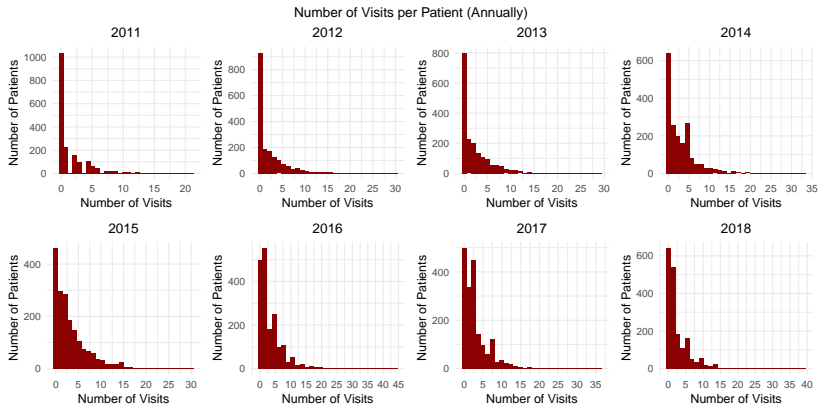 Number of Visits per Patient (Annually)
2011
2012
2013
2014
Number of Patients
1000
800
600
400
200
0
0 5 10 15 20
Number of Visits
Number of Patients
800
600
400
200
0
0 5 10 15 20 25 30
Number of Visits
Number of Patients
800
600
400
200
0
0 5 10 15 20 25 30
Number of Visits
Number of Patients
600
400
200
0
0 5 10 15 20 25 30 35
Number of Visits
2015
2016
2017
2018
Number of Patients
400
200
0
0 5 10 15 20 25 30
Number of Visits
Number of Patients
400
200
0
0 5 10 15 20 25 30 35 40 45
Number of Visits
Number of Patients
500
400
300
200
100
0
0 5 10 15 20 25 30 35
Number of Visits
Number of Patients
600
400
200
0
0 5 10 15 20 25 30 35 40
Number of Visits